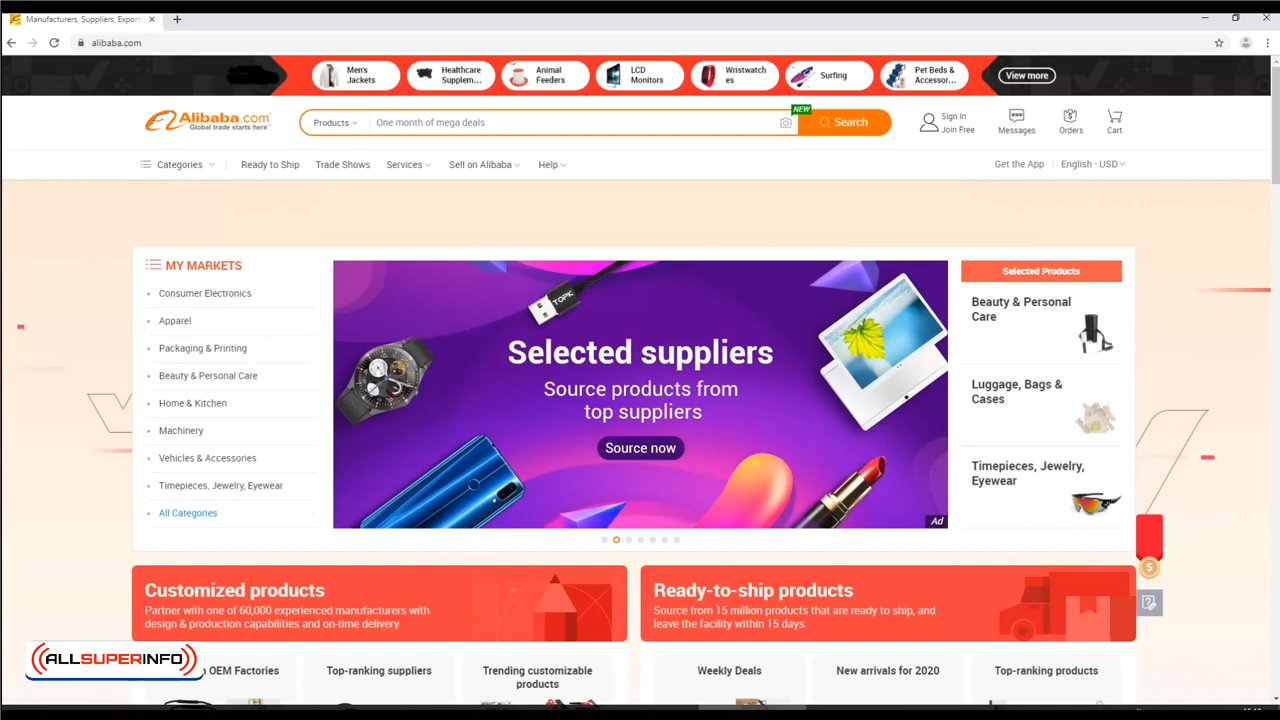 Manufacturers, Suppliers, Export
alibaba.com
Men's
Jackets
Healthcare
Supplem...
Animal
Feeders
LCD
Monitors
Wristwatch
es
Surfing
Pet Beds &
Accessor...
View more
Alibaba.com
Global trade starts here™
Products
One month of mega deals
NEW
Search
Sign In
Join Free
Messages
Orders
Cart
Categories
Ready to Ship
Trade Shows
Services
Sell on Alibaba
Help
Get the App
English - USD
MY MARKETS
Consumer Electronics
Apparel
Packaging & Printing
Beauty & Personal Care
Home & Kitchen
Machinery
Vehicles & Accessories
Timepieces, Jewelry, Eyewear
All Categories
TOPK
Selected suppliers
Source products from
top suppliers
Source now
Ad
Selected Products
Beauty & Personal
Care
Luggage, Bags &
Cases
Timepieces, Jewelry,
Eyewear
Customized products
Partner with one of 60,000 experienced manufacturers with
design & production capabilities and on-time delivery.
Ready-to-ship products
Source from 15 million products that are ready to ship, and
leave the facility within 15 days.
ALLSUPERINFO
OEM Factories
Top-ranking suppliers
Trending customizable
products
Weekly Deals
New arrivals for 2020
Top-ranking products